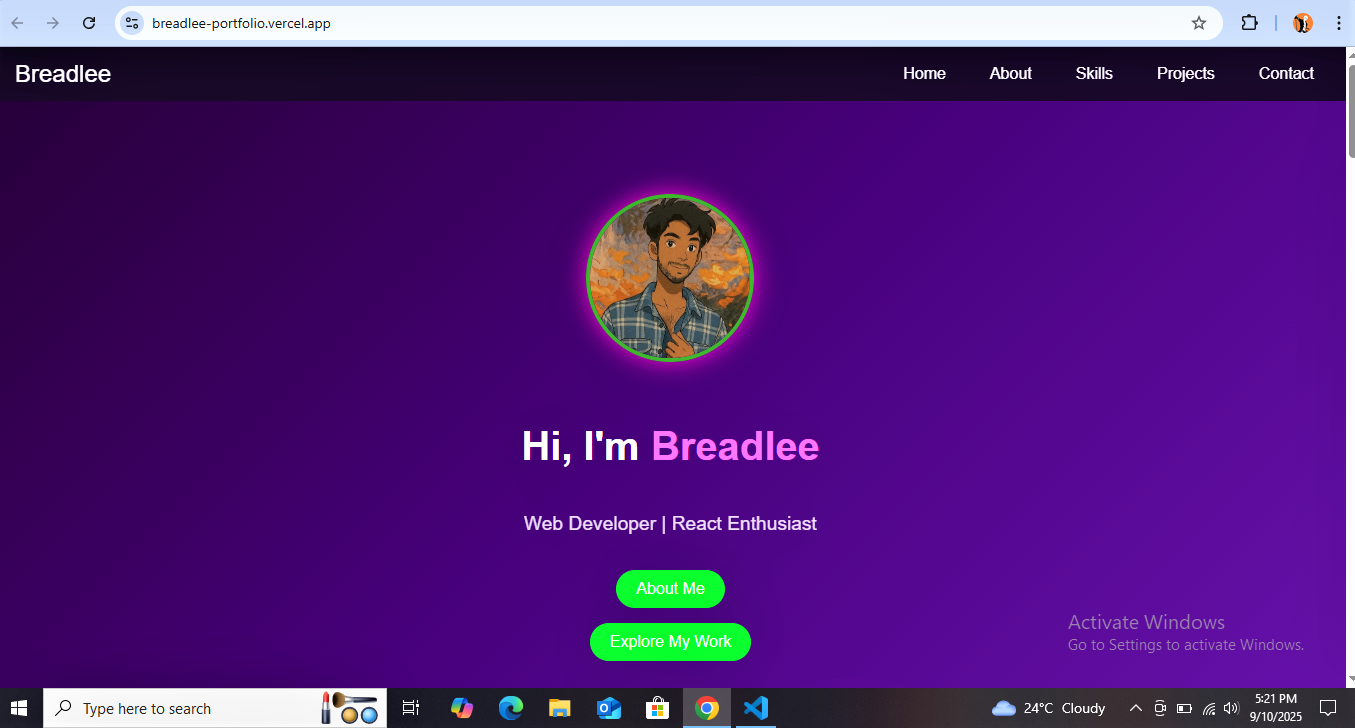 breadlee-portfolio.vercel.app
Breadlee
Home About Skills Projects Contact
Hi, I'm Breadlee
Web Developer | React Enthusiast
About Me
Explore My Work
Activate Windows
Go to Settings to activate Windows.
Type here to search
24°C Cloudy
5:21 PM
9/10/2025